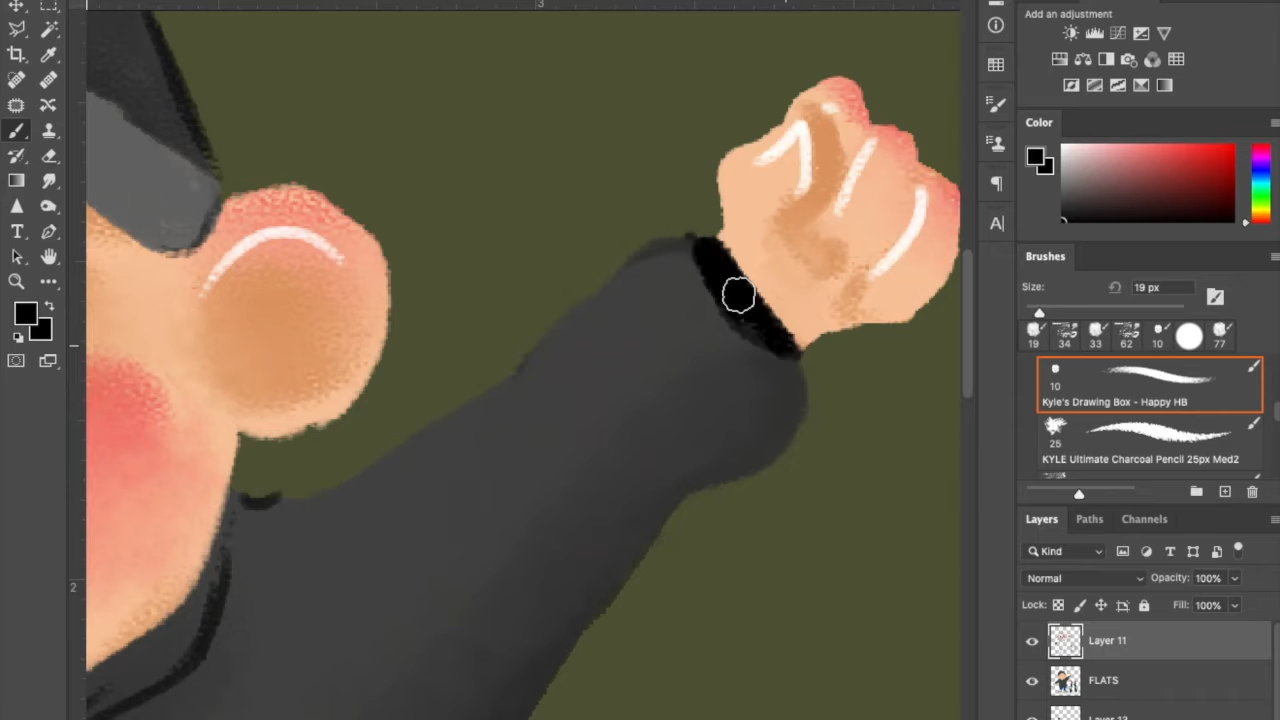 3
2
Add an adjustment
Color
Brushes
Size: 19 px
19 34 33 62 10 77
10
Kyle's Drawing Box - Happy HB
25
KYLE Ultimate Charcoal Pencil 25px Med2
Layers Paths Channels
Kind
Normal Opacity: 100%
Lock: Fill: 100%
Layer 11
FLATS